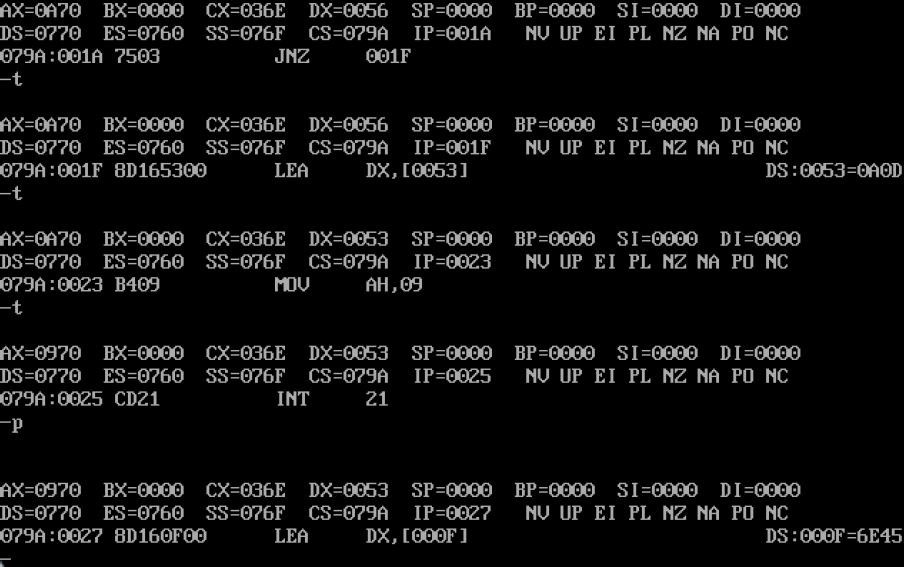 AX=0A70 BX=0000 CX=036E DX=0056 SP=0000 BP=0000 SI=0000 DI=0000
DS=0770 ES=0760 SS=076F CS=079A IP=001A NV UP EI PL NZ NA PO NC
079A:001A 7503 JNZ 001F
-t
AX=0A70 BX=0000 CX=036E DX=0056 SP=0000 BP=0000 SI=0000 DI=0000
DS=0770 ES=0760 SS=076F CS=079A IP=001F NV UP EI PL NZ NA PO NC
079A:001F 8D165300 LEA DX,[0053] DS:0053=0A0D
-t
AX=0A70 BX=0000 CX=036E DX=0053 SP=0000 BP=0000 SI=0000 DI=0000
DS=0770 ES=0760 SS=076F CS=079A IP=0023 NV UP EI PL NZ NA PO NC
079A:0023 B409 MOV AH,09
-t
AX=0970 BX=0000 CX=036E DX=0053 SP=0000 BP=0000 SI=0000 DI=0000
DS=0770 ES=0760 SS=076F CS=079A IP=0025 NV UP EI PL NZ NA PO NC
079A:0025 CD21 INT 21
-p
AX=0970 BX=0000 CX=036E DX=0053 SP=0000 BP=0000 SI=0000 DI=0000
DS=0770 ES=0760 SS=076F CS=079A IP=0027 NV UP EI PL NZ NA PO NC
079A:0027 8D160F00 LEA DX,[000F] DS:000F=6E45
-